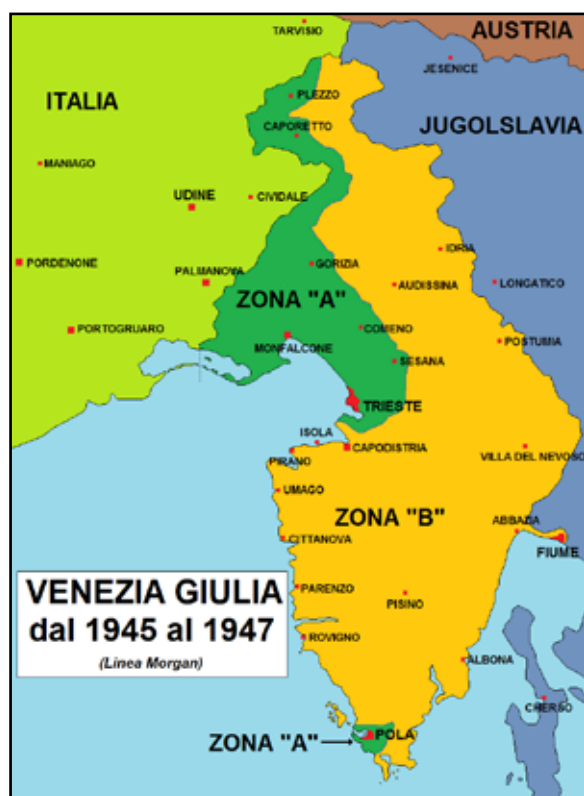 AUSTRIA
TARVISIO
JESENICE
ITALIA
PLEZZO
JUGOLSLAVIA
CAPORETTO
MANIAGO
UDINE
CIVIDALE
IDRIA
PORDENONE
GORIZIA
PALMANOVA
AUDISSINA
LONGATICO
ZONA "A"
PORTOGRUARO
COMENO
MONFALCONE
POSTUMIA
SESANA
TRIESTE
ISOLA
CAPODISTRIA
VILLA DEL NEVOSO
PIRANO
UMAGO
ZONA "B"
ABBAZIA
CITTANOVA
FIUME
VENEZIA GIULIA
dal 1945 al 1947
(Linea Morgan)
PARENZO
PISINO
ROVIGNO
ALBONA
CHERSO
POLA
ZONA "A"